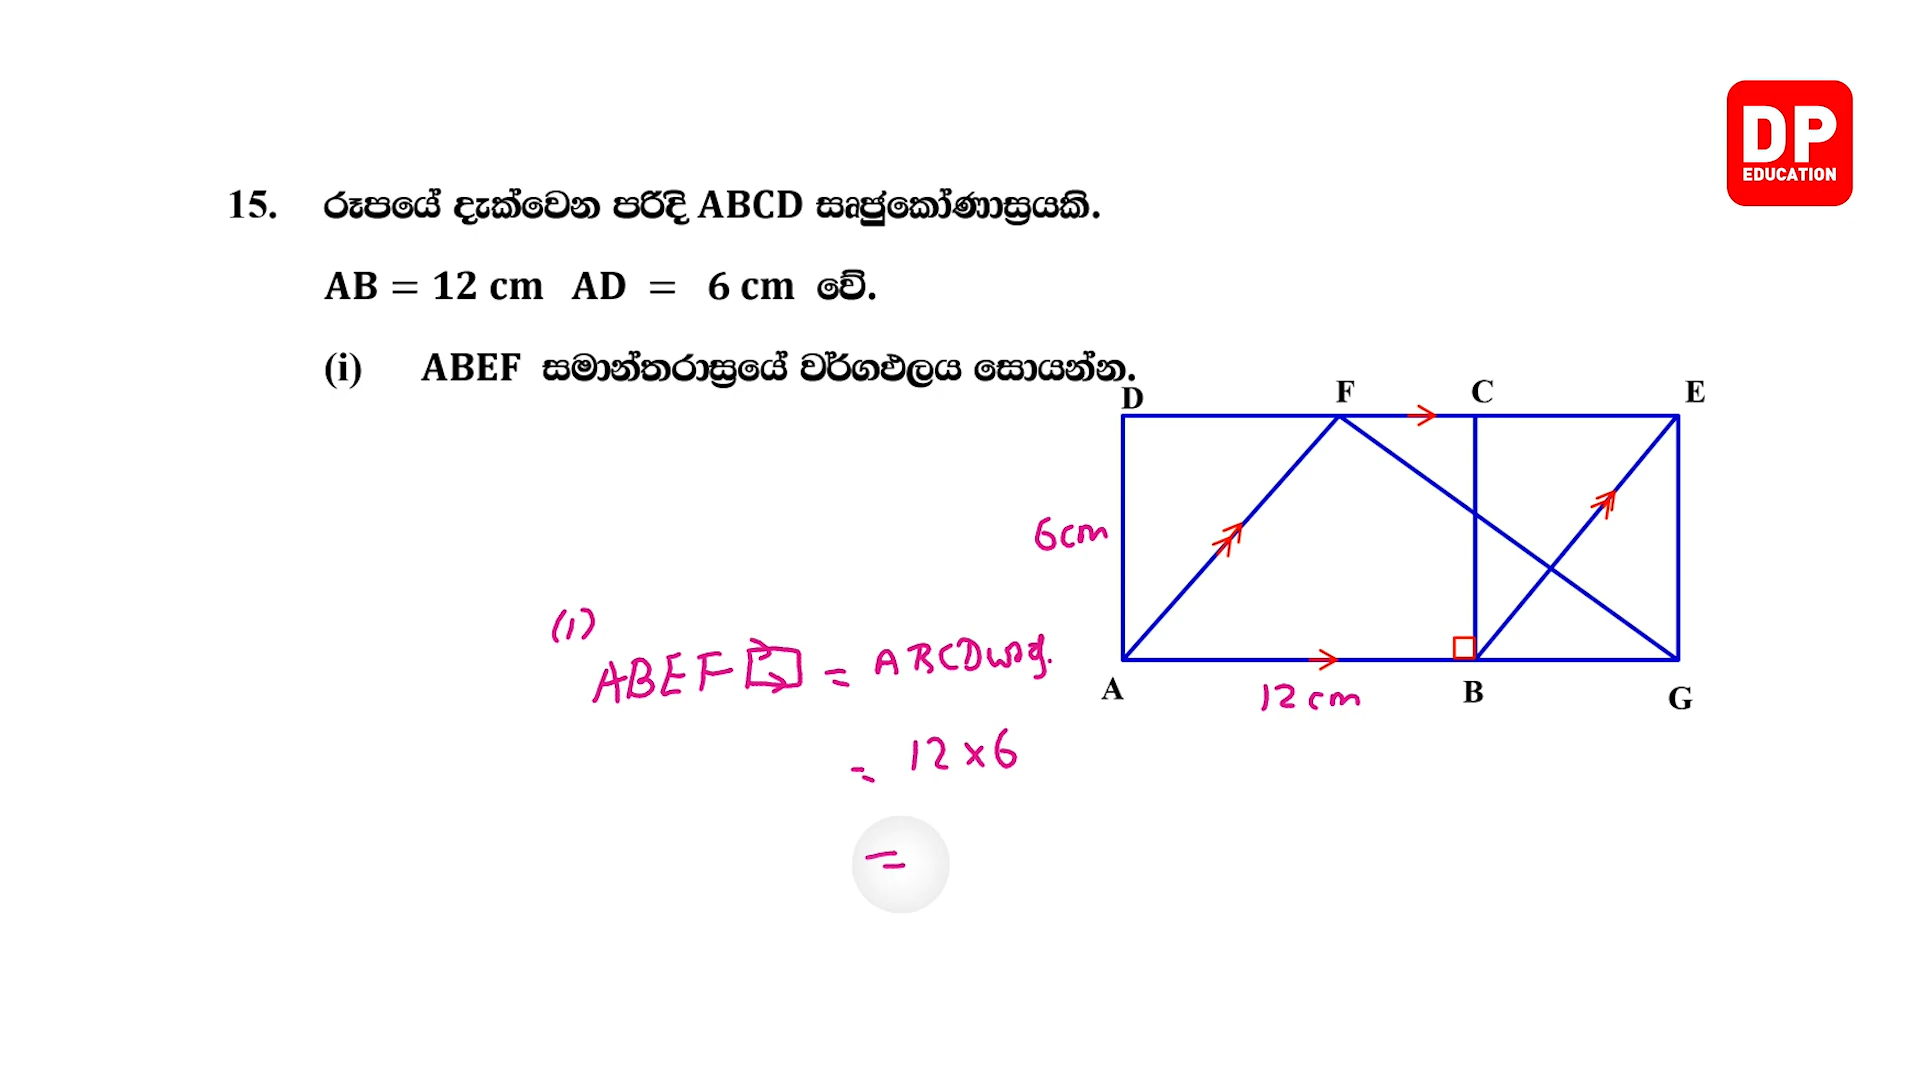 DP
EDUCATION
15. රූපයේ දැක්වෙන පරිදි ABCD සෘජුකෝණාස්‍රයකි.
AB = 12 cm AD = 6 cm වේ.
(i) ABEF සමාන්තරාස්‍රයේ වර්ගඵලය සොයන්න.
D F C E
6cm
(i)
ABEF = ABCD
A B G
12 cm
= 12 × 6
=